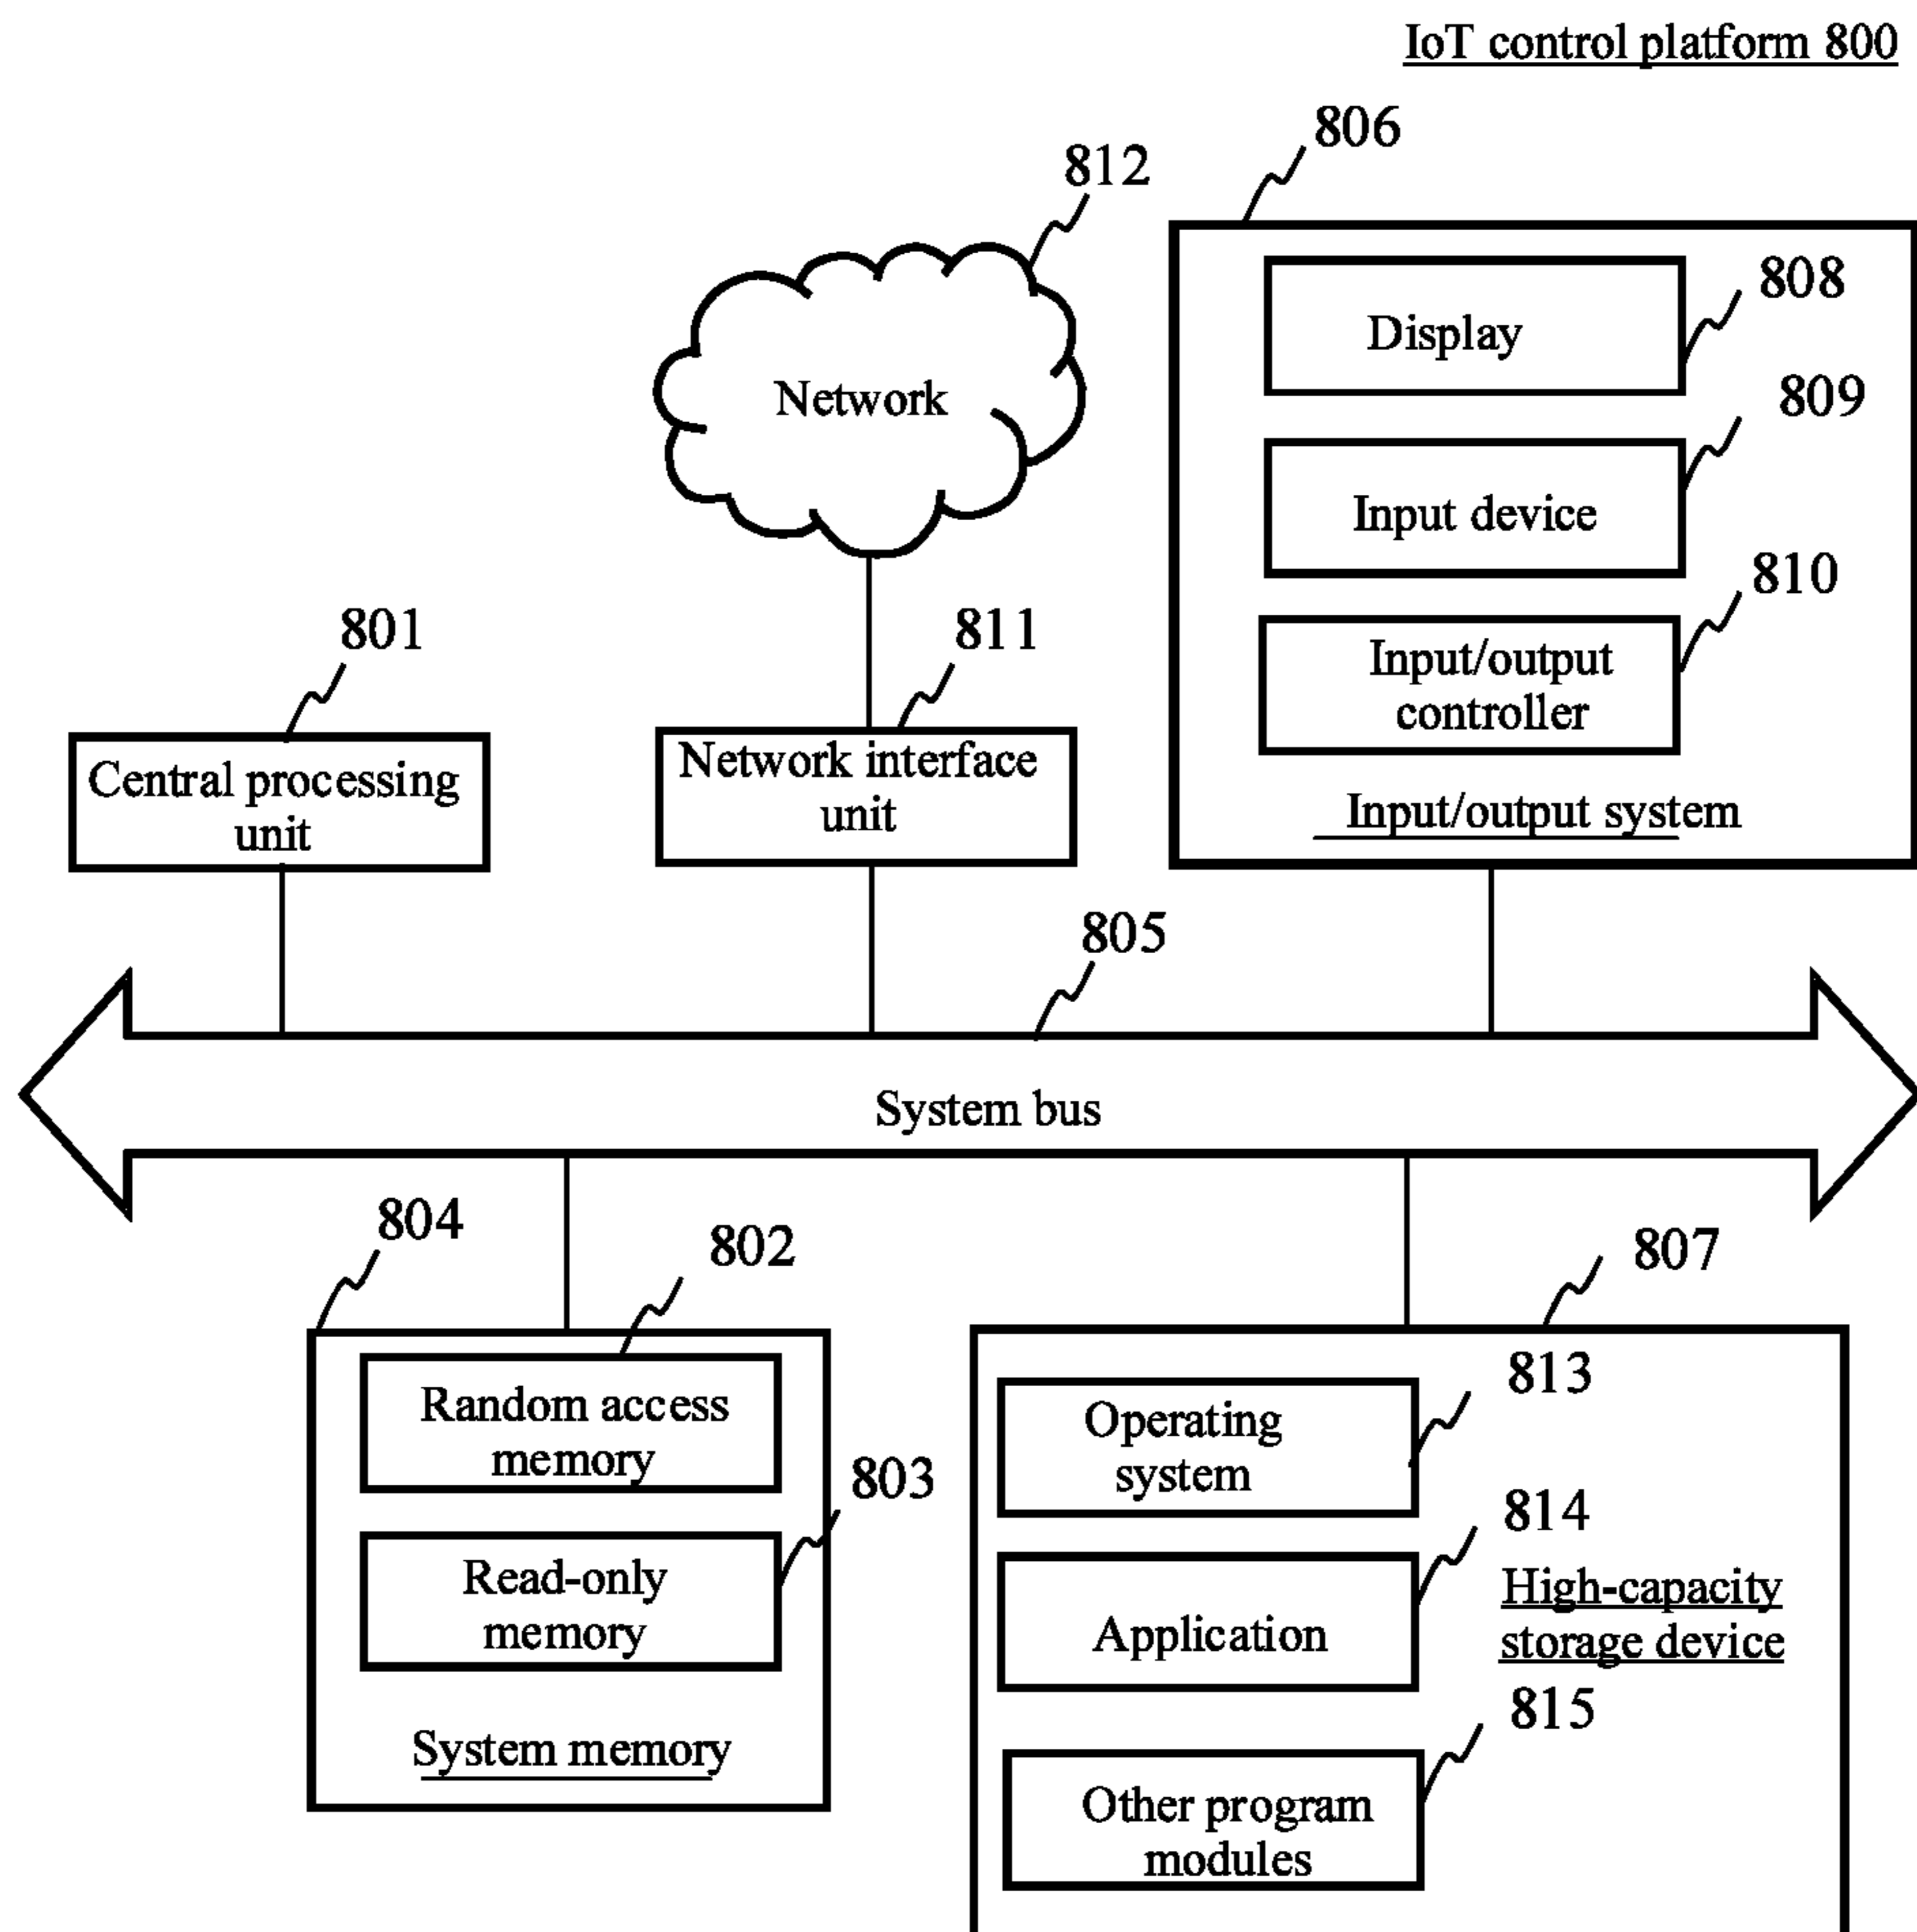 IoT control platform 800
806
812
808
Display
809
Network
Input device
810
801
811
Input/output
controller
Central processing
unit
Network interface
unit
Input/output system
805
System bus
804
802
807
Random access
memory
813
Operating
system
803
Read-only
memory
814
Application
High-capacity
storage device
815
System memory
Other program
modules